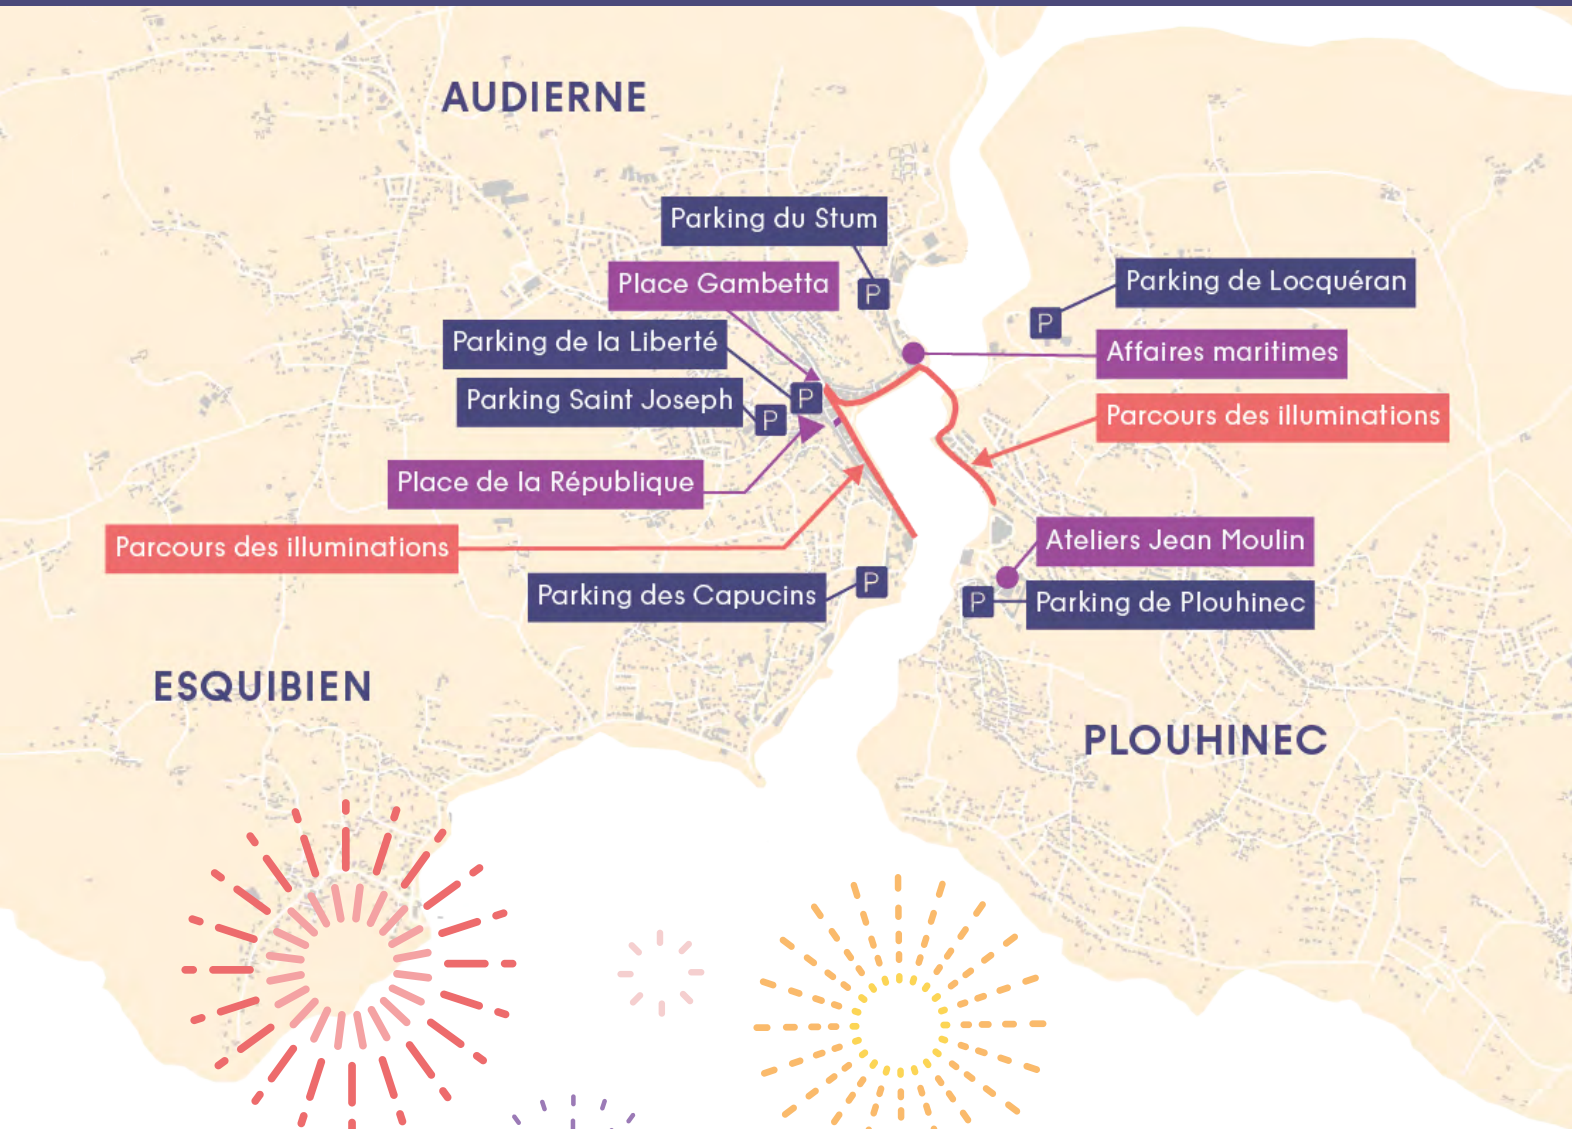 AUDIERNE
Parking du Stum
P
Place Gambetta
Parking de Locquéran
P
Parking de la Liberté
P
Affaires maritimes
Parking Saint Joseph
P
Parcours des illuminations
Place de la République
Parcours des illuminations
Ateliers Jean Moulin
Parking des Capucins
P
P
Parking de Plouhinec
ESQUIBIEN
PLOUHINEC